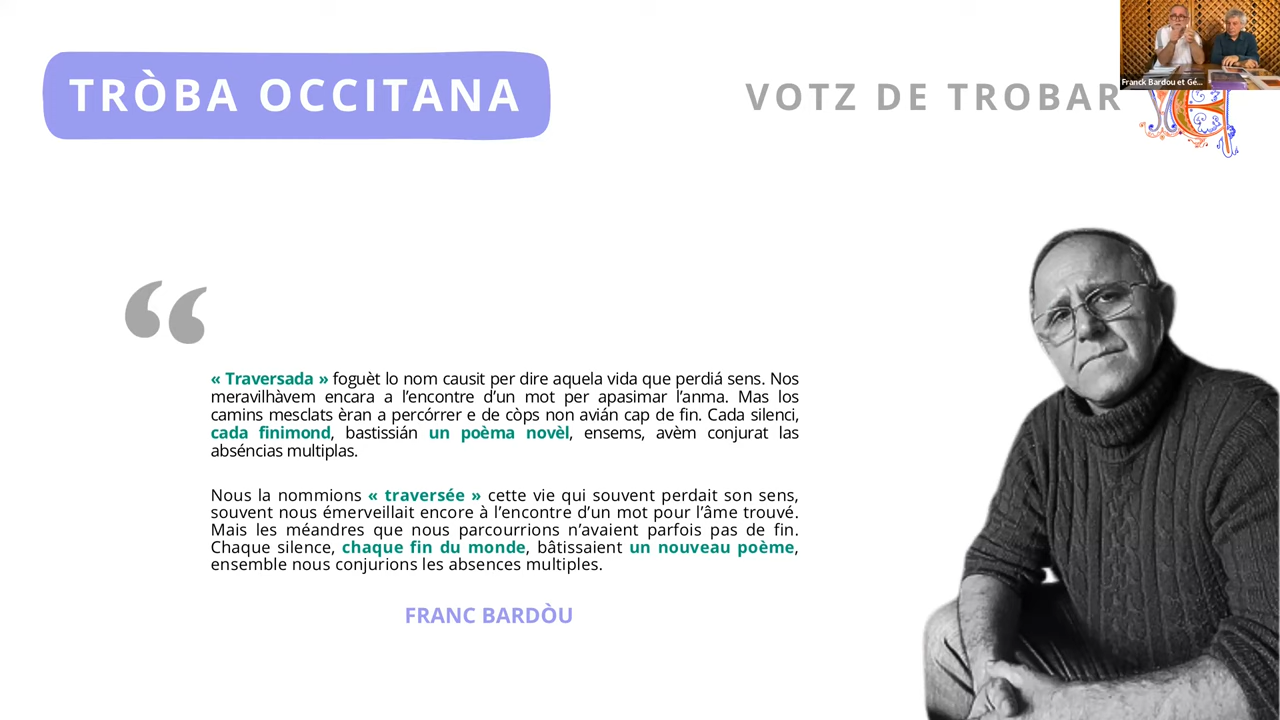 TRÒBA OCCITANA
VOTZ DE TROBAR
Franck Bardou et Gé...
« Traversada » foguèt lo nom causit per dire aquela vida que perdiá sens. Nos
meravilhàvem encara a l’encontre d’un mot per apasimar l’anma. Mas los
camins mesclats èran a percórrer e de còps non avián cap de fin. Cada silenci,
cada finimond, bastissián un poèma novèl, ensems, avèm conjurat las
abséncias multiplas.
Nous la nommions « traversée » cette vie qui souvent perdait son sens,
souvent nous émerveillait encore à l’encontre d’un mot pour l’âme trouvé.
Mais les méandres que nous parcourrions n’avaient parfois pas de fin.
Chaque silence, chaque fin du monde, bâtissaient un nouveau poème,
ensemble nous conjurions les absences multiples.
FRANC BARDÒU